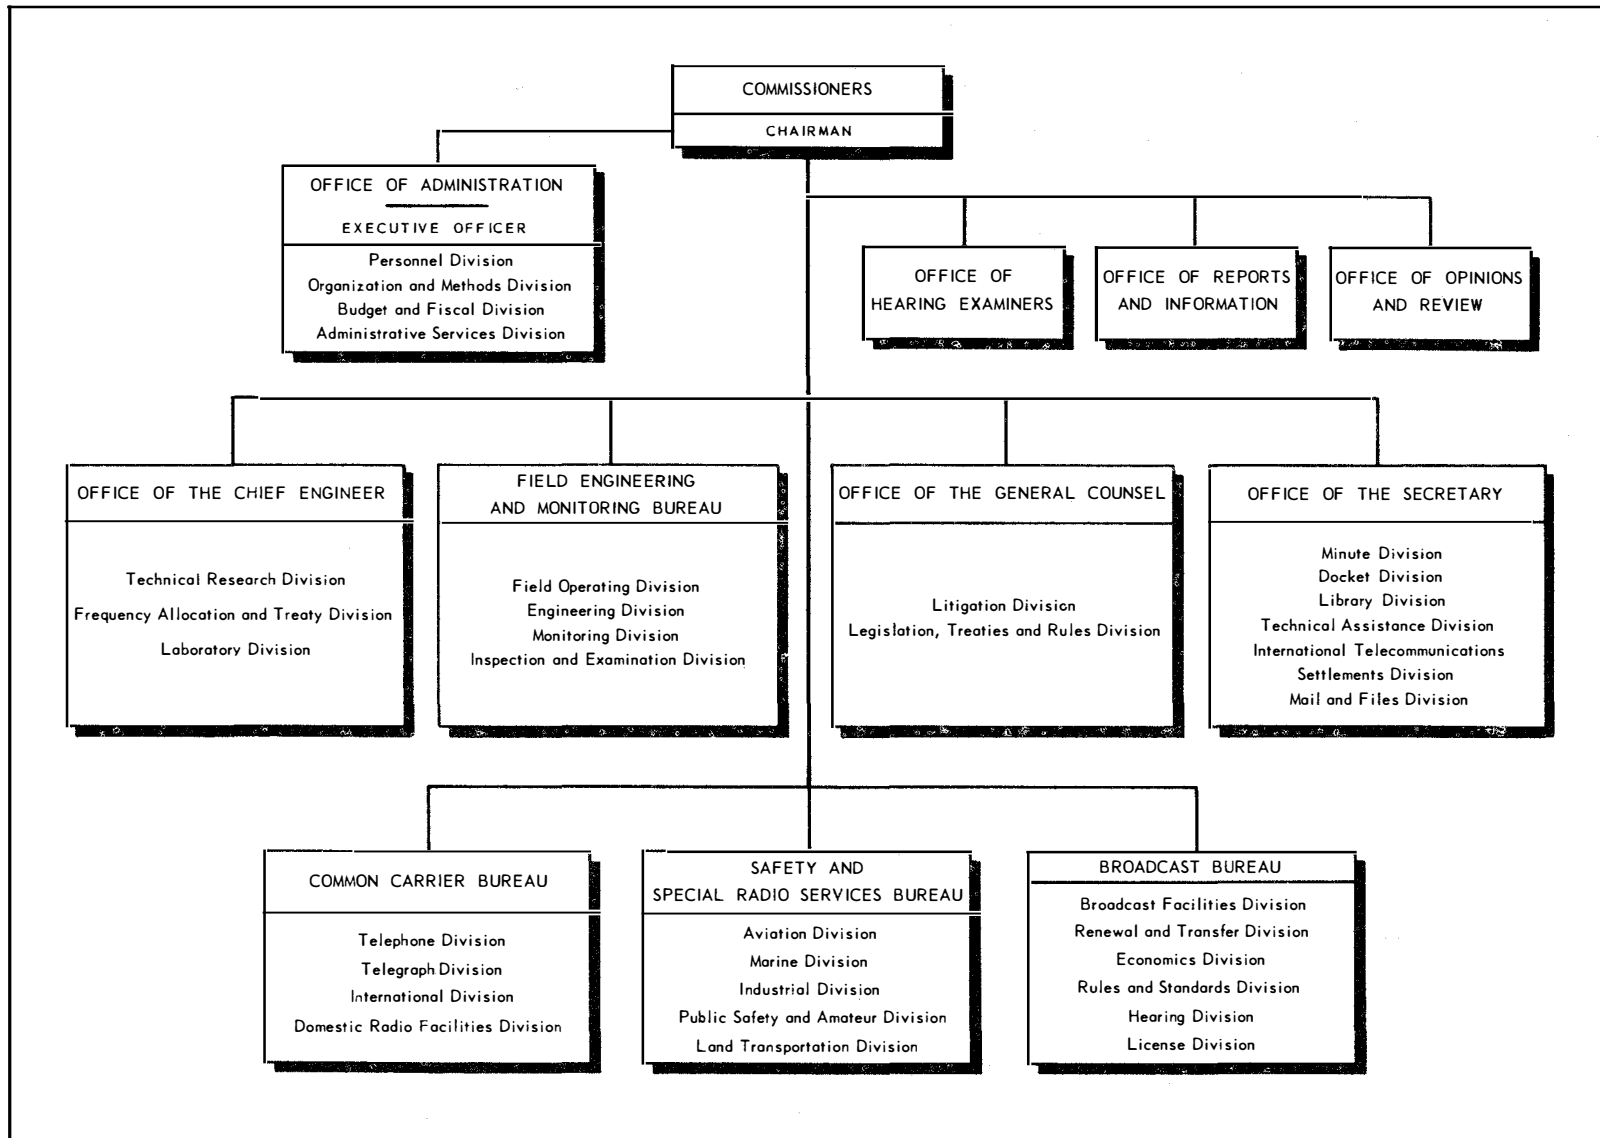 COMMISSIONERS
CHAIRMAN
OFFICE OF ADMINISTRATION
EXECUTIVE OFFICER
Personnel Division
Organization and Methods Division
Budget and Fiscal Division
Administrative Services Division
OFFICE OF
HEARING EXAMINERS
OFFICE OF REPORTS
AND INFORMATION
OFFICE OF OPINIONS
AND REVIEW
OFFICE OF THE CHIEF ENGINEER
Technical Research Division
Frequency Allocation and Treaty Division
Laboratory Division
FIELD ENGINEERING
AND MONITORING BUREAU
Field Operating Division
Engineering Division
Monitoring Division
Inspection and Examination Division
OFFICE OF THE GENERAL COUNSEL
Litigation Division
Legislation, Treaties and Rules Division
OFFICE OF THE SECRETARY
Minute Division
Docket Division
Library Division
Technical Assistance Division
International Telecommunications
Settlements Division
Mail and Files Division
COMMON CARRIER BUREAU
Telephone Division
Telegraph Division
International Division
Domestic Radio Facilities Division
SAFETY AND
SPECIAL RADIO SERVICES BUREAU
Aviation Division
Marine Division
Industrial Division
Public Safety and Amateur Division
Land Transportation Division
BROADCAST BUREAU
Broadcast Facilities Division
Renewal and Transfer Division
Economics Division
Rules and Standards Division
Hearing Division
License Division